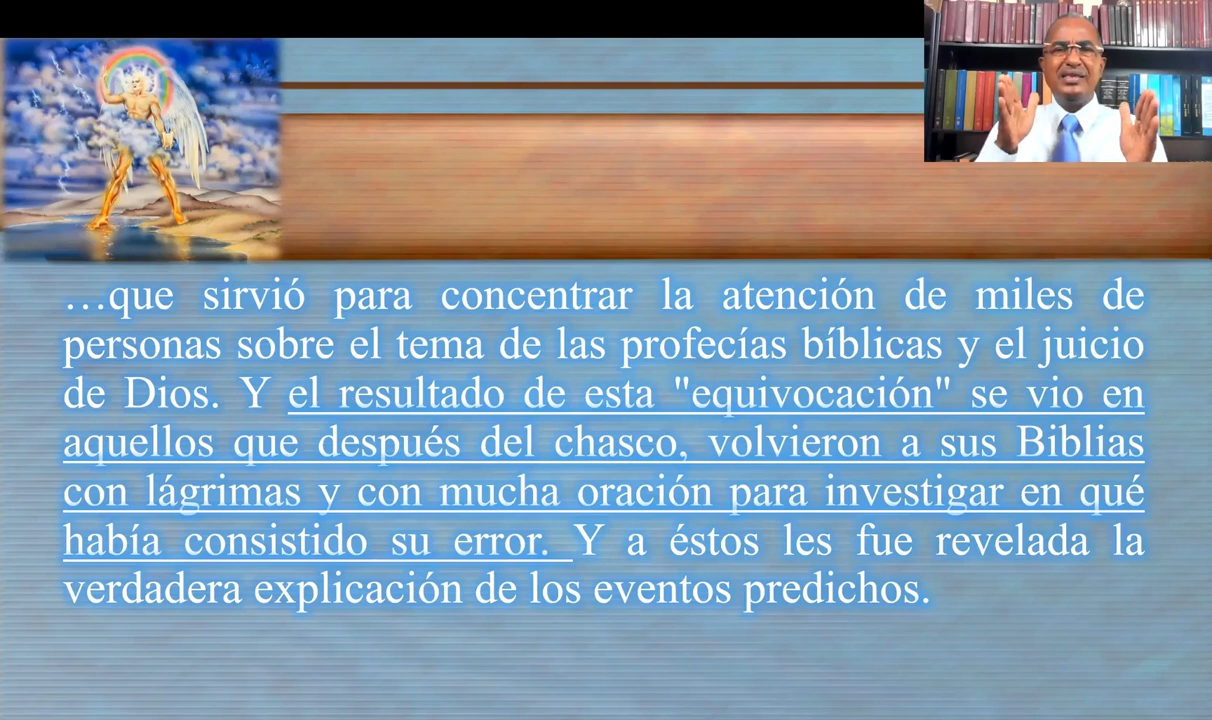 …que sirvió para concentrar la atención de miles de
personas sobre el tema de las profecías bíblicas y el juicio
de Dios. Y el resultado de esta "equivocación" se vio en
aquellos que después del chasco, volvieron a sus Biblias
con lágrimas y con mucha oración para investigar en qué
había consistido su error. Y a éstos les fue revelada la
verdadera explicación de los eventos predichos.